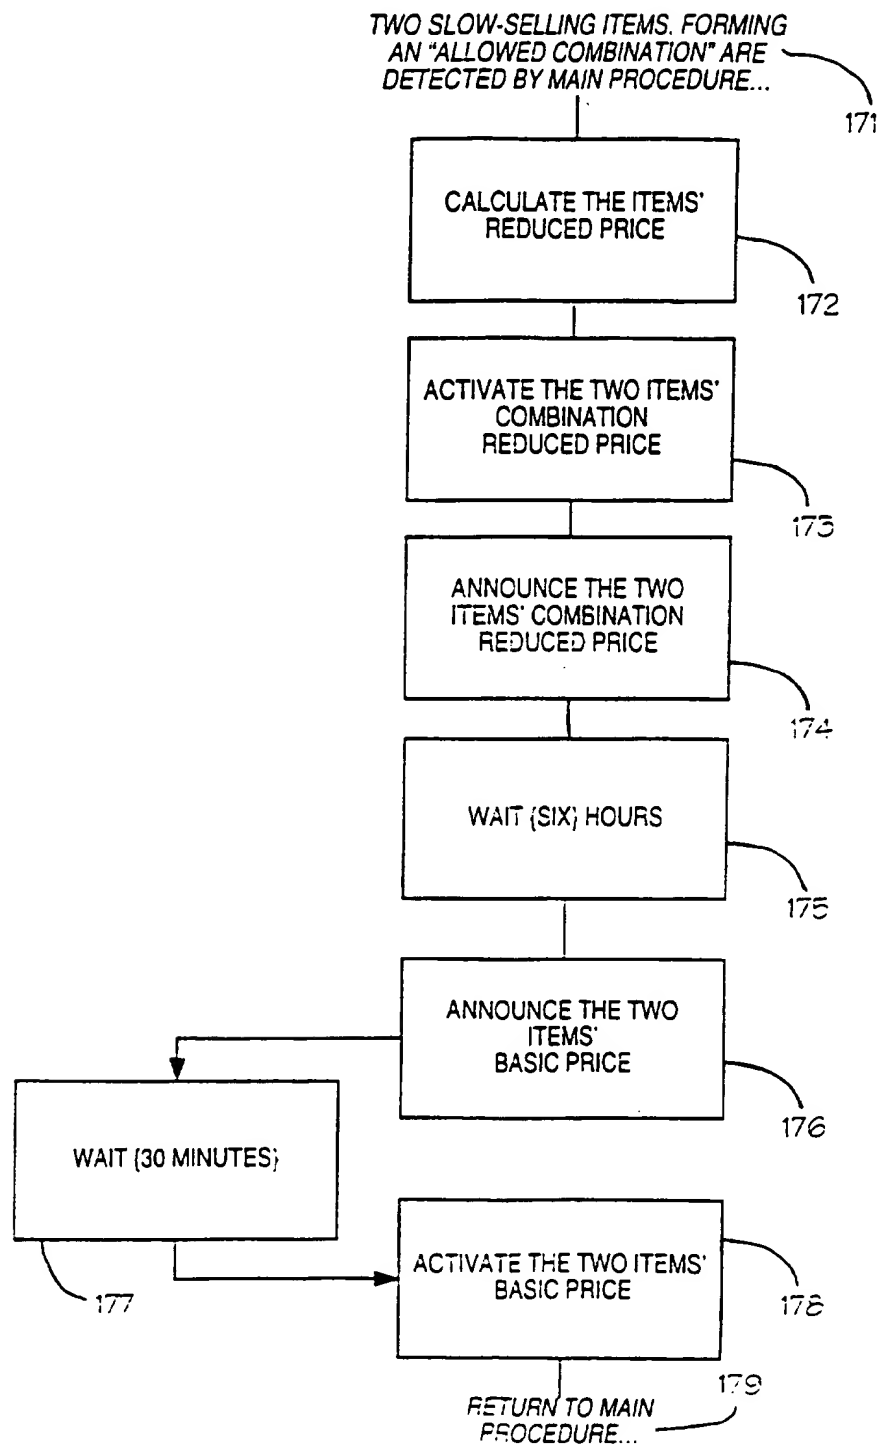 TWO SLOW-SELLING ITEMS. FORMING
AN "ALLOWED COMBINATION" ARE
DETECTED BY MAIN PROCEDURE...
171
CALCULATE THE ITEMS'
REDUCED PRICE
172
ACTIVATE THE TWO ITEMS'
COMBINATION
REDUCED PRICE
173
ANNOUNCE THE TWO
ITEMS' COMBINATION
REDUCED PRICE
174
WAIT {SIX} HOURS
175
ANNOUNCE THE TWO
ITEMS'
BASIC PRICE
176
WAIT {30 MINUTES}
177
ACTIVATE THE TWO ITEMS'
BASIC PRICE
178
179
RETURN TO MAIN
PROCEDURE...